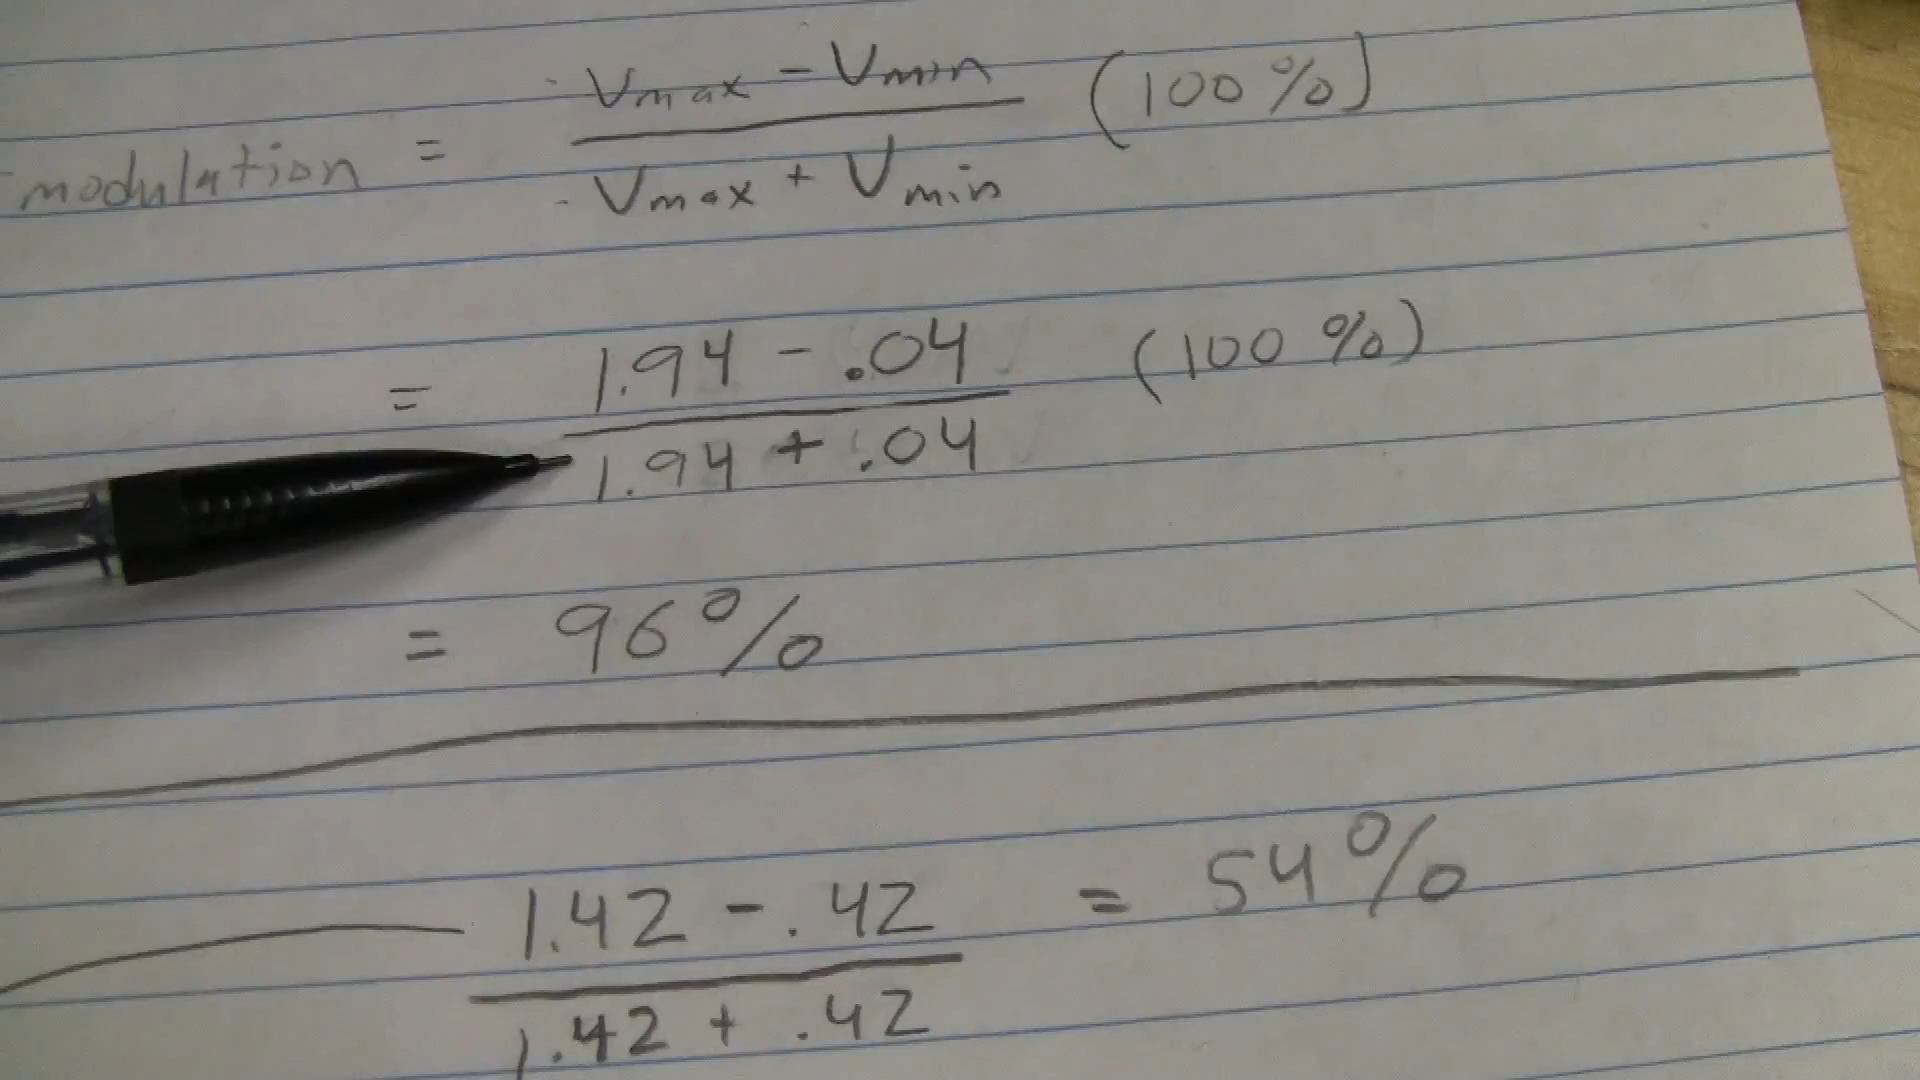 modulation = Vmax - Vmin / Vmax + Vmin (100%)
= 1.94 - .04 / 1.94 + .04 (100%)
= 96%
1.42 - .42 / 1.42 + .42 = 54%